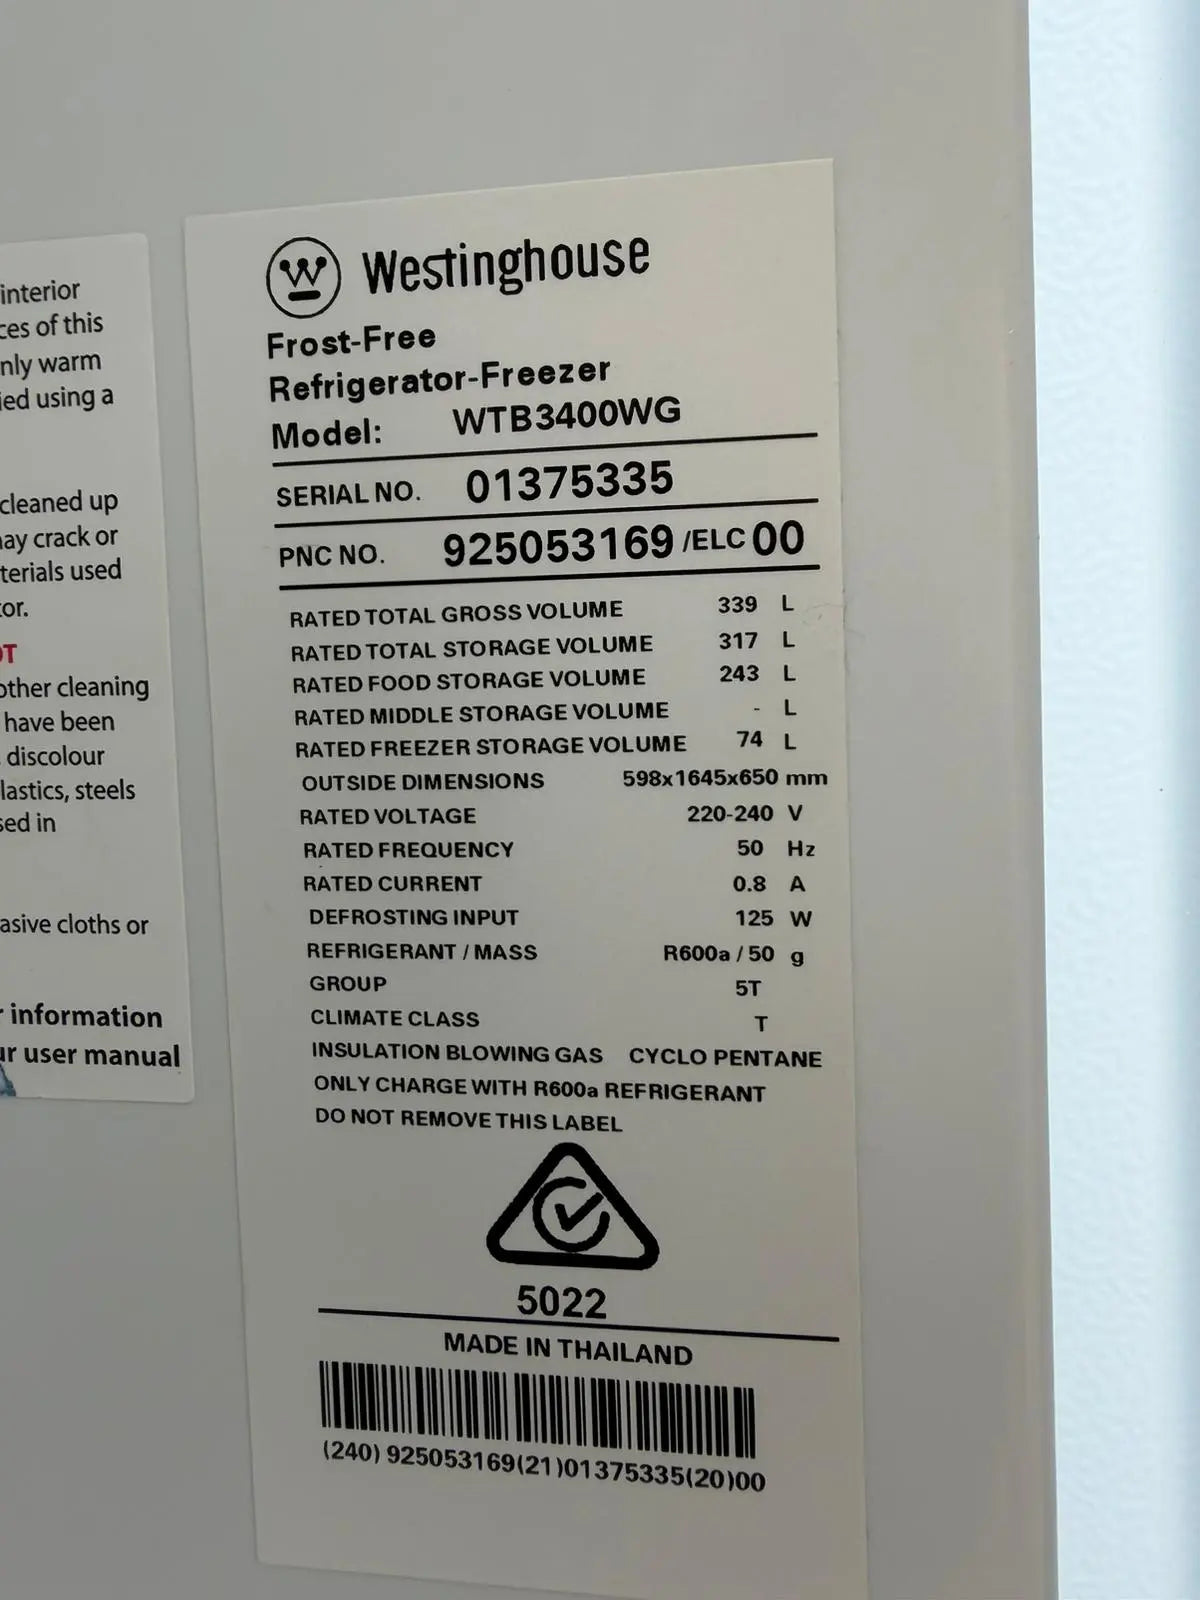 interior
ces of this
nly warm
ied using a
cleaned up
ay crack or
terials used
tor.
OT
other cleaning
have been
discolour
lastics, steels
sed in
asive cloths or
r information
ur user manual
W
Westinghouse
Frost-Free
Refrigerator-Freezer
Model: WTB3400WG
SERIAL NO. 01375335
PNC NO. 925053169 /ELC 00
RATED TOTAL GROSS VOLUME 339 L
RATED TOTAL STORAGE VOLUME 317 L
RATED FOOD STORAGE VOLUME 243 L
RATED MIDDLE STORAGE VOLUME - L
RATED FREEZER STORAGE VOLUME 74 L
OUTSIDE DIMENSIONS 598x1645x650 mm
RATED VOLTAGE 220-240 V
RATED FREQUENCY 50 Hz
RATED CURRENT 0.8 A
DEFROSTING INPUT 125 W
REFRIGERANT / MASS R600a / 50 g
GROUP 5T
CLIMATE CLASS T
INSULATION BLOWING GAS CYCLO PENTANE
ONLY CHARGE WITH R600a REFRIGERANT
DO NOT REMOVE THIS LABEL
5022
MADE IN THAILAND
(240) 925053169(21)01375335(20)00